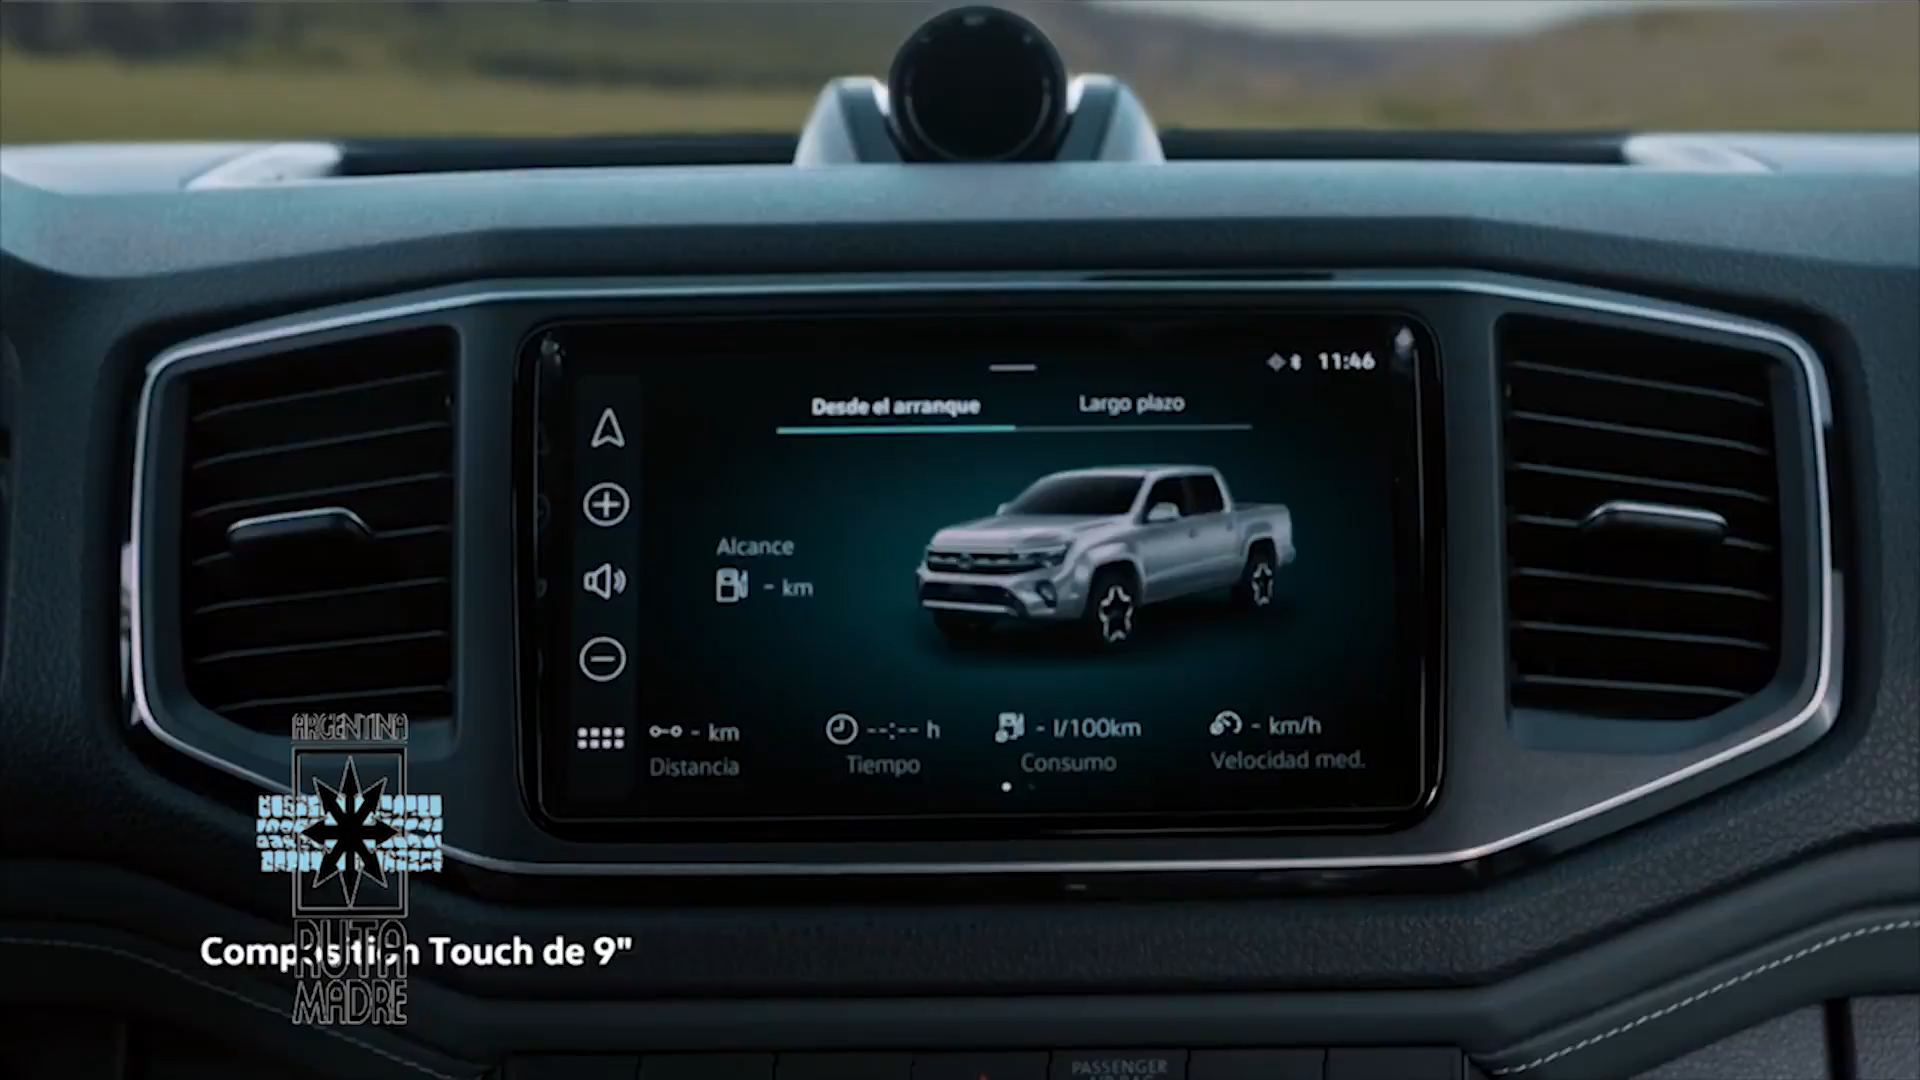 11:46
Desde el arranque
Largo plazo
Alcance
- km
- km
--:-- h
- l/100km
- km/h
Distancia
Tiempo
Consumo
Velocidad med.
ARGENTINA
RUTA
MADRE
Composition Touch de 9"
PASSENGER